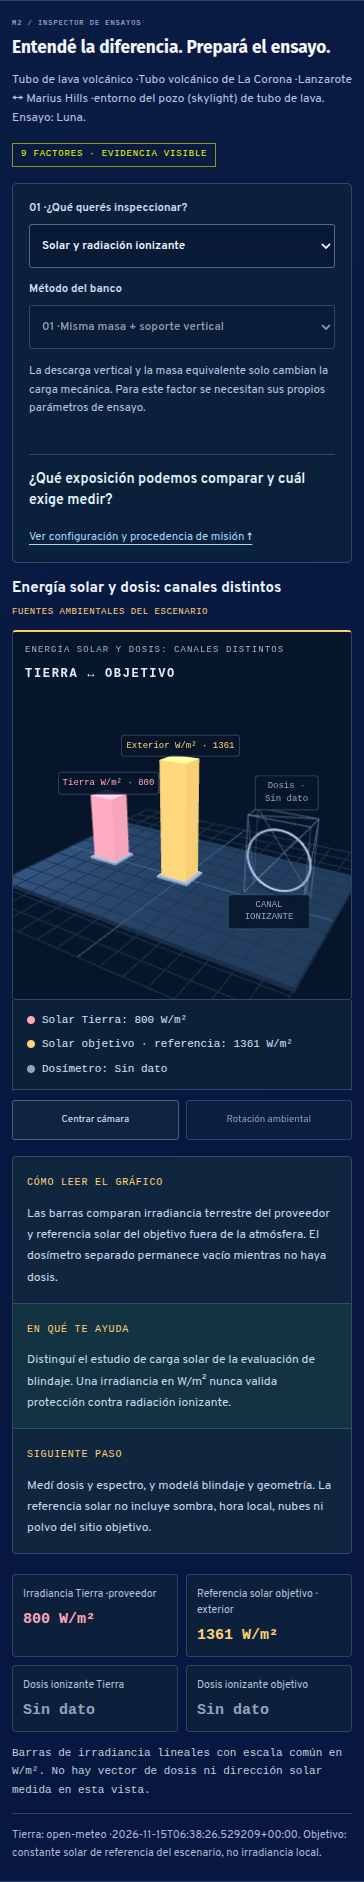 M2 / INSPECTOR DE ENSAYOS
Entendé la diferencia. Prepará el ensayo.
Tubo de lava volcánico ·Tubo volcánico de La Corona ·Lanzarote
↔ Marius Hills ·entorno del pozo (skylight) de tubo de lava.
Ensayo: Luna.
9 FACTORES · EVIDENCIA VISIBLE
01 ·¿Qué querés inspeccionar?
Solar y radiación ionizante
Método del banco
01 ·Misma masa + soporte vertical
La descarga vertical y la masa equivalente solo cambian la
carga mecánica. Para este factor se necesitan sus propios
parámetros de ensayo.
¿Qué exposición podemos comparar y cuál
exige medir?
Ver configuración y procedencia de misión ↑
Energía solar y dosis: canales distintos
FUENTES AMBIENTALES DEL ESCENARIO
ENERGÍA SOLAR Y DOSIS: CANALES DISTINTOS
TIERRA ↔ OBJETIVO
Exterior W/m² · 1361
Tierra W/m² · 800
Dosis ·
Sin dato
CANAL
IONIZANTE
Solar Tierra: 800 W/m²
Solar objetivo · referencia: 1361 W/m²
Dosímetro: Sin dato
Centrar cámara
Rotación ambiental
CÓMO LEER EL GRÁFICO
Las barras comparan irradiancia terrestre del proveedor
y referencia solar del objetivo fuera de la atmósfera. El
dosímetro separado permanece vacío mientras no haya
dosis.
EN QUÉ TE AYUDA
Distinguí el estudio de carga solar de la evaluación de
blindaje. Una irradiancia en W/m² nunca valida
protección contra radiación ionizante.
SIGUIENTE PASO
Medí dosis y espectro, y modelá blindaje y geometría. La
referencia solar no incluye sombra, hora local, nubes ni
polvo del sitio objetivo.
Irradiancia Tierra ·proveedor
800 W/m²
Referencia solar objetivo ·
exterior
1361 W/m²
Dosis ionizante Tierra
Sin dato
Dosis ionizante objetivo
Sin dato
Barras de irradiancia lineales con escala común en
W/m². No hay vector de dosis ni dirección solar
medida en esta vista.
Tierra: open-meteo ·2026-11-15T06:38:26.529209+00:00. Objetivo:
constante solar de referencia del escenario, no irradiancia local.